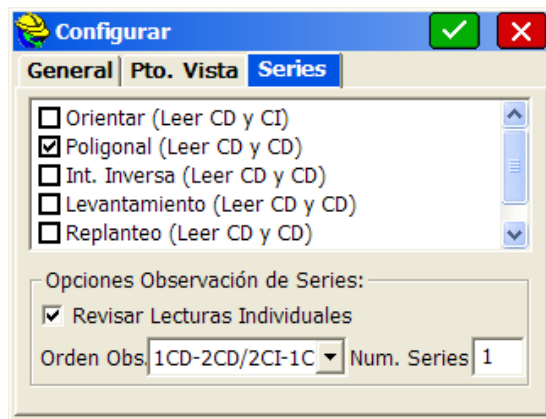 Configurar
General Pto. Vista Series
Orientar (Leer CD y CI)
Poligonal (Leer CD y CD)
Int. Inversa (Leer CD y CD)
Levantamiento (Leer CD y CD)
Replanteo (Leer CD y CD)
Opciones Observación de Series:
Revisar Lecturas Individuales
Orden Obs. 1CD-2CD/2CI-1C Num. Series 1